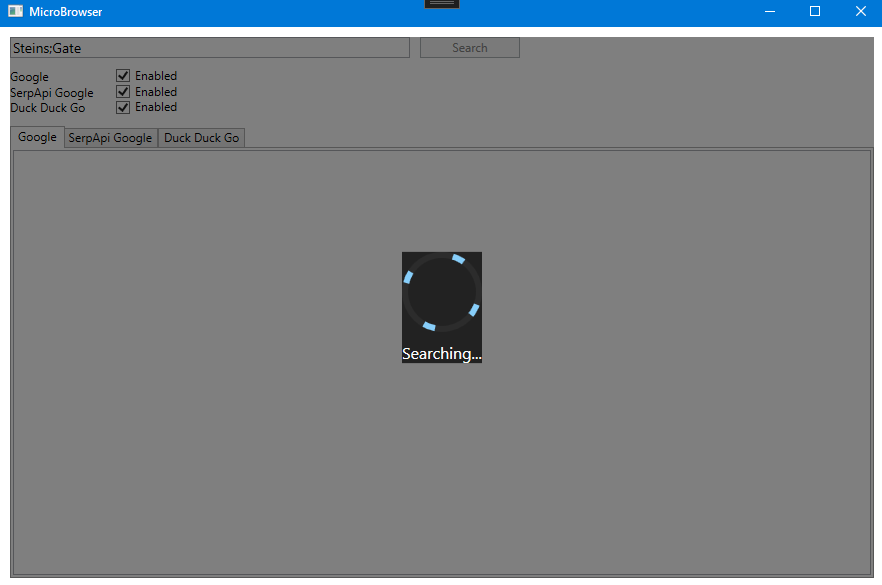 MicroBrowser
Steins;Gate Search
Google Enabled
SerpApi Google Enabled
Duck Duck Go Enabled
Google SerpApi Google Duck Duck Go
Searching...